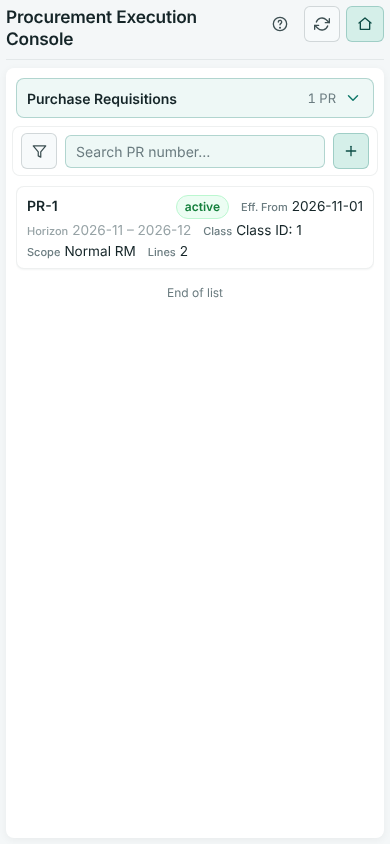 Procurement Execution
Console
Purchase Requisitions 1 PR
Search PR number...
PR-1 active Eff. From 2026-11-01
Horizon 2026-11 – 2026-12 Class Class ID: 1
Scope Normal RM Lines 2
End of list